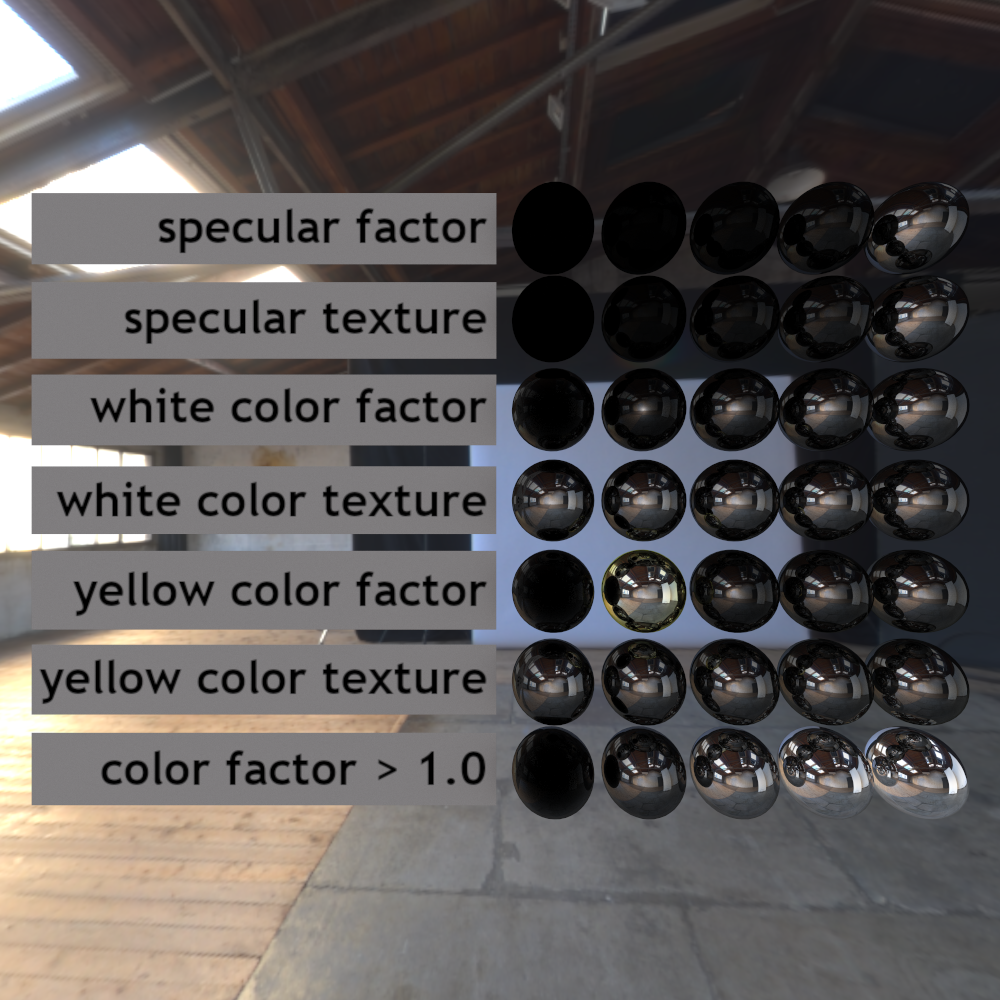 specular factor
specular texture
white color factor
white color texture
yellow color factor
yellow color texture
color factor > 1.0